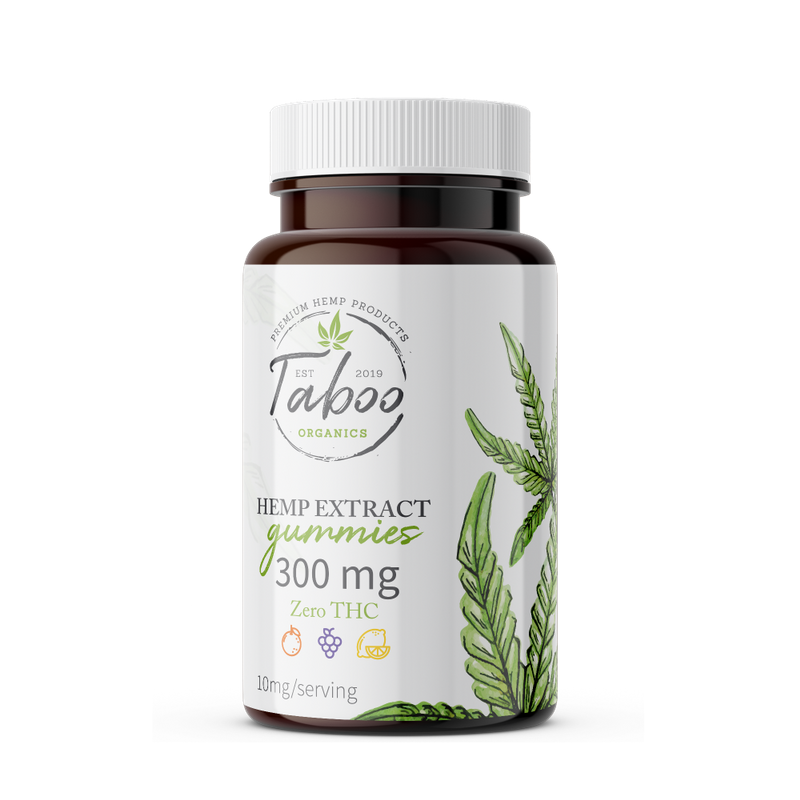 PREMIUM HEMP PRODUCTS
EST 2019
Taboo
ORGANICS
HEMP EXTRACT
gummies
300 mg
Zero THC
10mg/serving